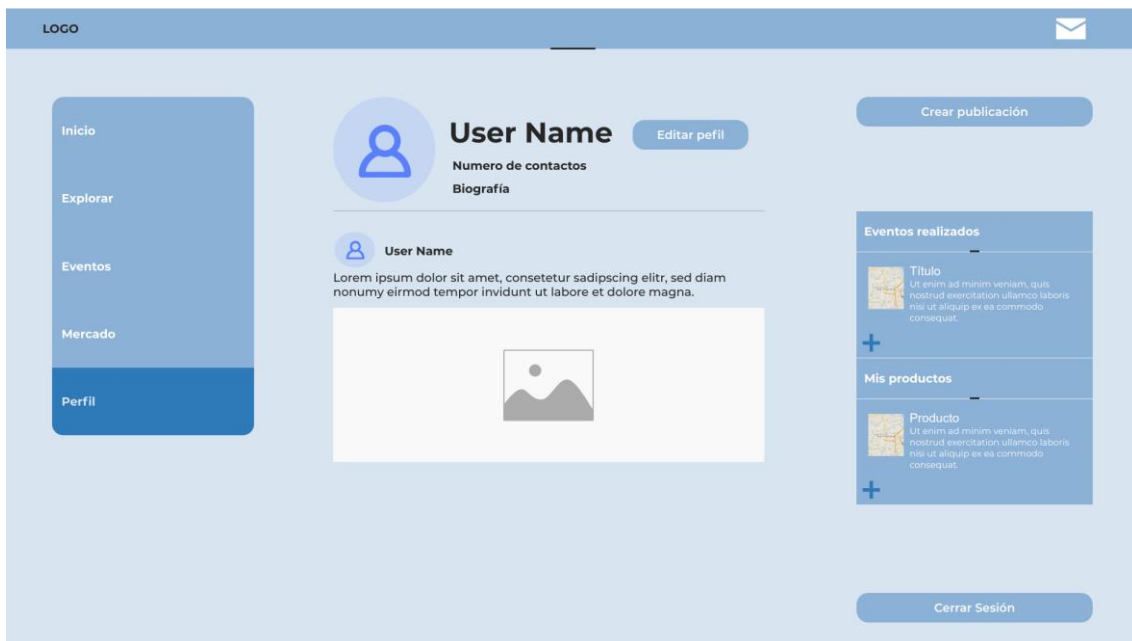 LOGO
Inicio
Explorar
Eventos
Mercado
Perfil
User Name
Editar pefil
Numero de contactos
Biografía
User Name
Lorem ipsum dolor sit amet, consetetur sadipscing elitr, sed diam
nonumy eirmod tempor invidunt ut labore et dolore magna.
Crear publicación
Eventos realizados
Título
Ut enim ad minim veniam, quis
nostrud exercitation ullamco laboris
nisi ut aliquip ex ea commodo
consequat.
Mis productos
Producto
Ut enim ad minim veniam, quis
nostrud exercitation ullamco laboris
nisi ut aliquip ex ea commodo
consequat.
Cerrar Sesión